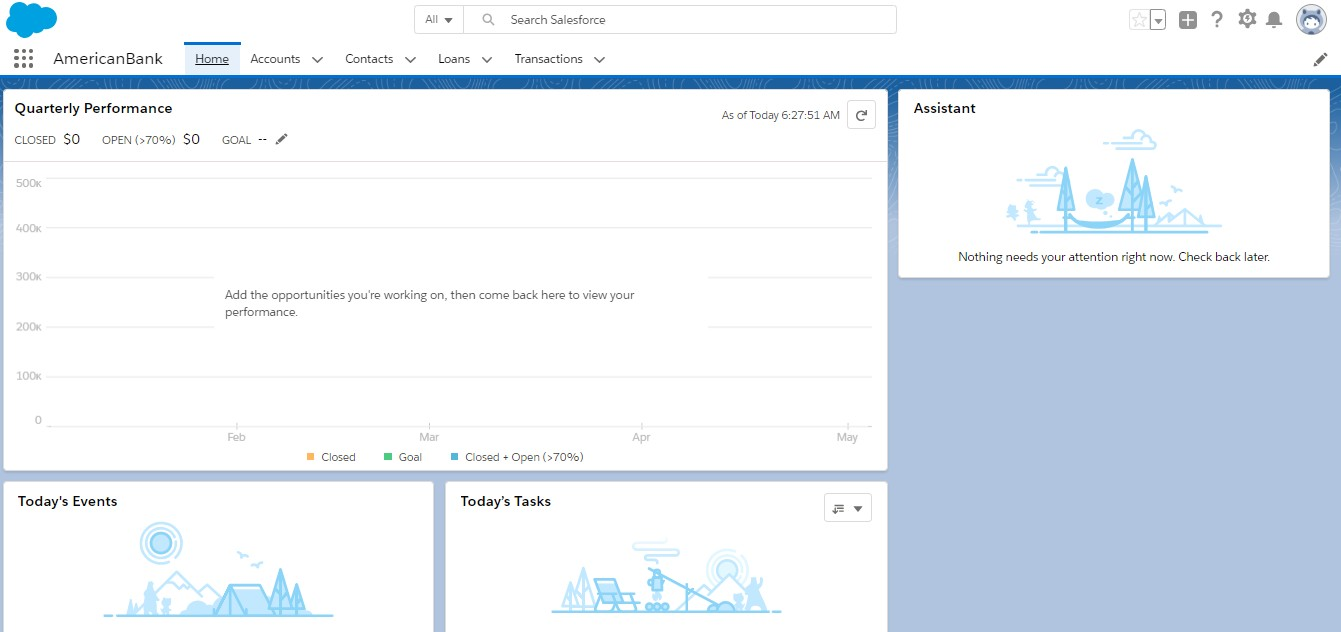 All
Search Salesforce
AmericanBank
Home
Accounts
Contacts
Loans
Transactions
Quarterly Performance
As of Today 6:27:51 AM
CLOSED $0 OPEN (>70%) $0 GOAL --
500K
400K
300K
Add the opportunities you're working on, then come back here to view your
performance.
200K
100K
0
Feb Mar Apr May
Closed Goal Closed + Open (>70%)
Assistant
z
Nothing needs your attention right now. Check back later.
Today's Events
Today's Tasks